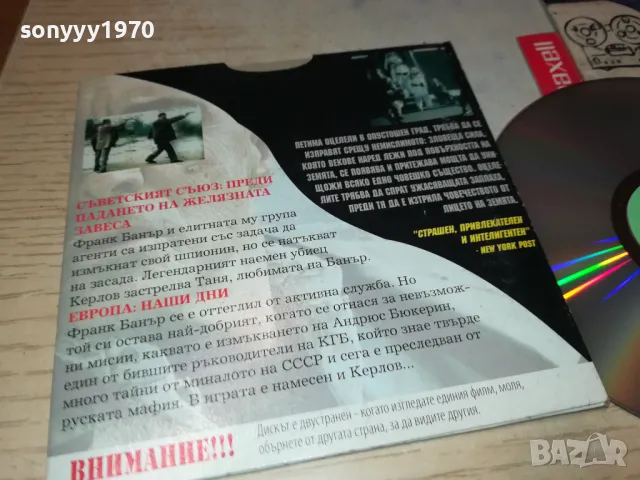 sonyyy1970
maxell
ПЕТИМА ОЦЕЛЕЛИ В ОПУСТОШЕН ГРАД, ТРЯБВА ДА СЕ
ИЗПРАВЯТ СРЕЩУ НЕМИСЛИМОТО: ЗЛОВЕЩА СИЛА,
КОЯТО ВЕКОВЕ НАРЕД ЛЕЖИ ПОД ПОВЪРХНОСТТА НА
ЗЕМЯТА, СЕ ПОЯВЯВА И ПРИТЕЖАВА МОЩТА ДА УНИ
ЩОЖИ ВСЯКО ЕДНО ЧОВЕШКО СЪЩЕСТВО. ОЦЕЛЕ-
ЛИТЕ ТРЯБВА ДА СПРАТ УЖАСЯВАЩАТА ЗАПЛАХА,
ПРЕДИ ТЯ ДА Е ИЗТРИЛА ЧОВЕЧЕСТВОТО ОТ
ЛИЦЕТО НА ЗЕМЯТА.
"СТРАШЕН, ПРИВЛЕКАТЕЛЕН
И ИНТЕЛИГЕНТЕН"
- NEW YORK POST
СЪВЕТСКИЯТ СЪЮЗ: ПРЕДИ
ПАДАНЕТО НА ЖЕЛЯЗНАТА
ЗАВЕСА
Франк Банър и елитната му група
агенти са изпратени със задача да
измъкнат свой шпионин, но се натъкват
на засада. Легендарният наемен убиец
Керлов застрелва Таня, любимата на Банър.
ЕВРОПА: НАШИ ДНИ
Франк Банър се е оттеглил от активна служба. Но
той си остава най-добрият, когато се отнася за невъзмож-
ни мисии, каквато е измъкването на Андрюс Бюкерин,
един от бившите ръководители на КГБ, който знае твърде
много тайни от миналото на СССР и сега е преследван от
руската мафия. В играта е намесен и Керлов...
ВНИМАНИЕ!!!
Дискът е двустранен - когато изгледате единия филм, моля,
обърнете от другата страна, за да видите другия.
BAZAR
bg